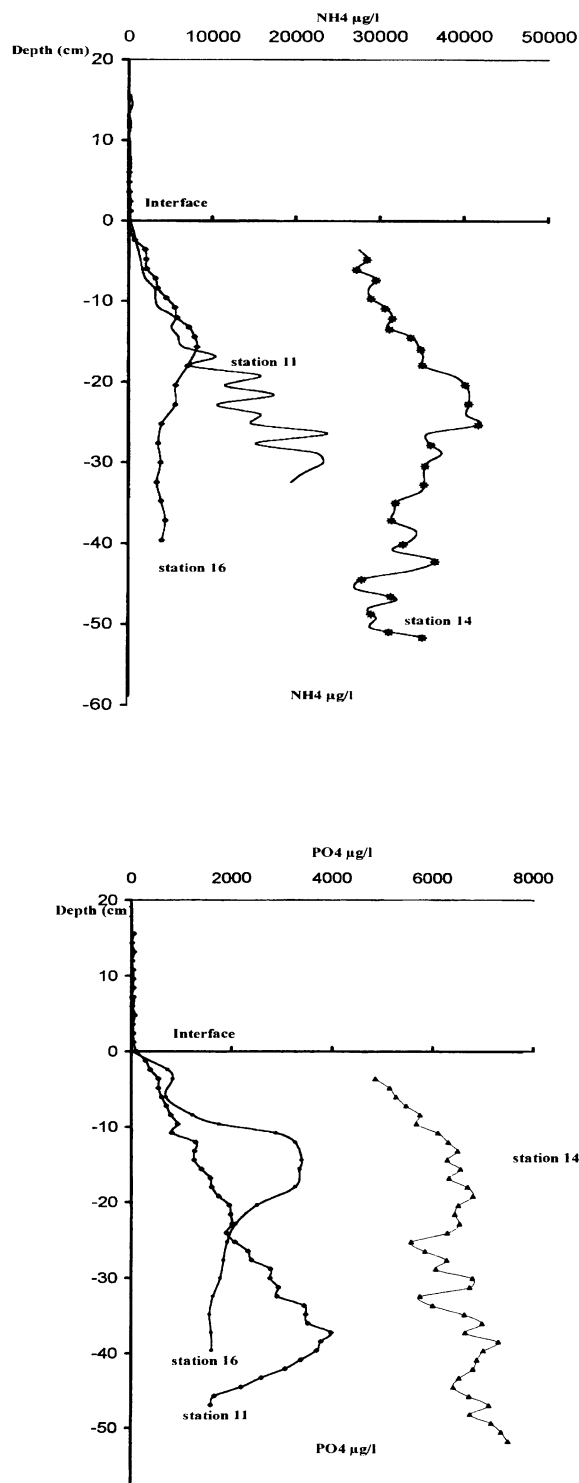 NH4 µg/l
0 10000 20000 30000 40000 50000
Depth (cm)
20
10
Interface
0
-10
station 11
-20
-30
-40
station 16
station 14
-50
NH4 µg/l
-60
PO4 µg/l
0 2000 4000 6000 8000
20
Depth (cm)
10
Interface
0
-10
station 14
-20
-30
-40
station 16
station 11
-50
PO4 µg/l